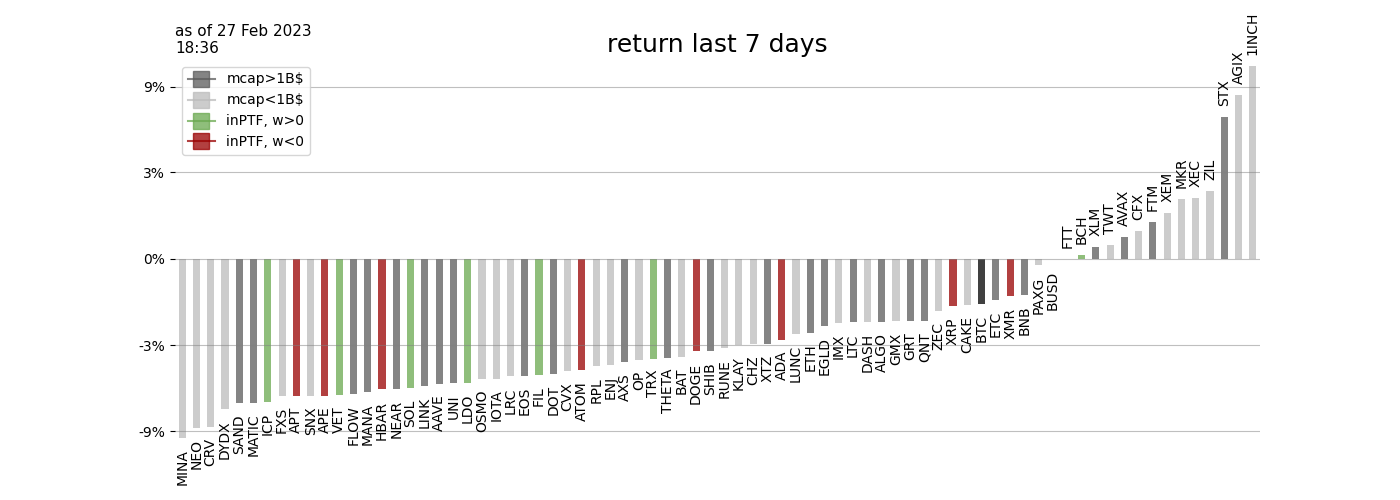 as of 27 Feb 2023
18:36
return last 7 days
mcap>1B$
mcap<1B$
inPTF, w>0
inPTF, w<0
9%
3%
0%
-3%
-9%
MINA
NEO
CRV
DYDX
SAND
MATIC
ICP
FXS
APT
SNX
APE
VET
FLOW
MANA
HBAR
NEAR
SOL
LINK
AAVE
UNI
LDO
OSMO
IOTA
LRC
EOS
FIL
DOT
CVX
ATOM
RPL
ENJ
AXS
OP
TRX
THETA
BAT
DOGE
SHIB
RUNE
KLAY
CHZ
XTZ
ADA
LUNC
ETH
EGLD
IMX
LTC
DASH
ALGO
GMX
GRT
QNT
ZEC
XRP
CAKE
BTC
ETC
XMR
BNB
PAXG
BUSD
FTT
BCH
XLM
TWT
AVAX
CFX
FTM
XEM
MKR
XEC
ZIL
STX
AGIX
1INCH